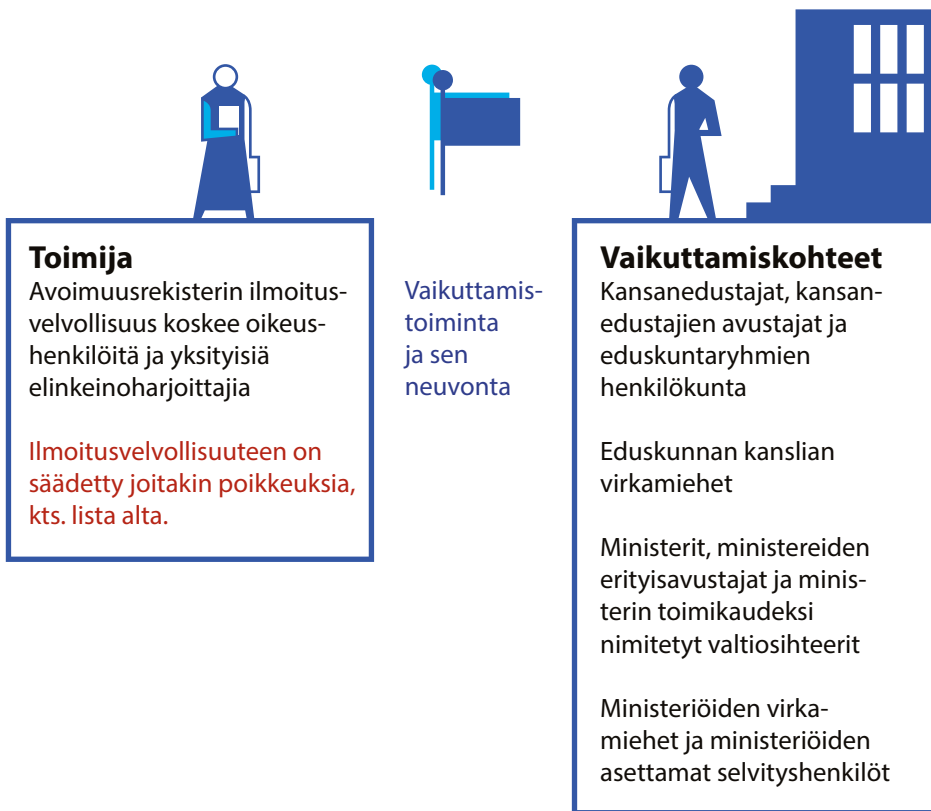 Toimija
Avoimuusrekisterin ilmoitus-
velvollisuus koskee oikeus-
henkilöitä ja yksityisiä
elinkeinoharjoittajia
Ilmoitusvelvollisuuteen on
säädetty joitakin poikkeuksia,
kts. lista alta.
Vaikuttamis-
toiminta
ja sen
neuvonta
Vaikuttamiskohteet
Kansanedustajat, kansan-
edustajien avustajat ja
eduskuntaryhmien
henkilökunta
Eduskunnan kanslian
virkamiehet
Ministerit, ministereiden
erityisavustajat ja minis-
terin toimikaudeksi
nimitetyt valtiosihteerit
Ministeriöiden virka-
miehet ja ministeriöiden
asettamat selvityshenkilöt